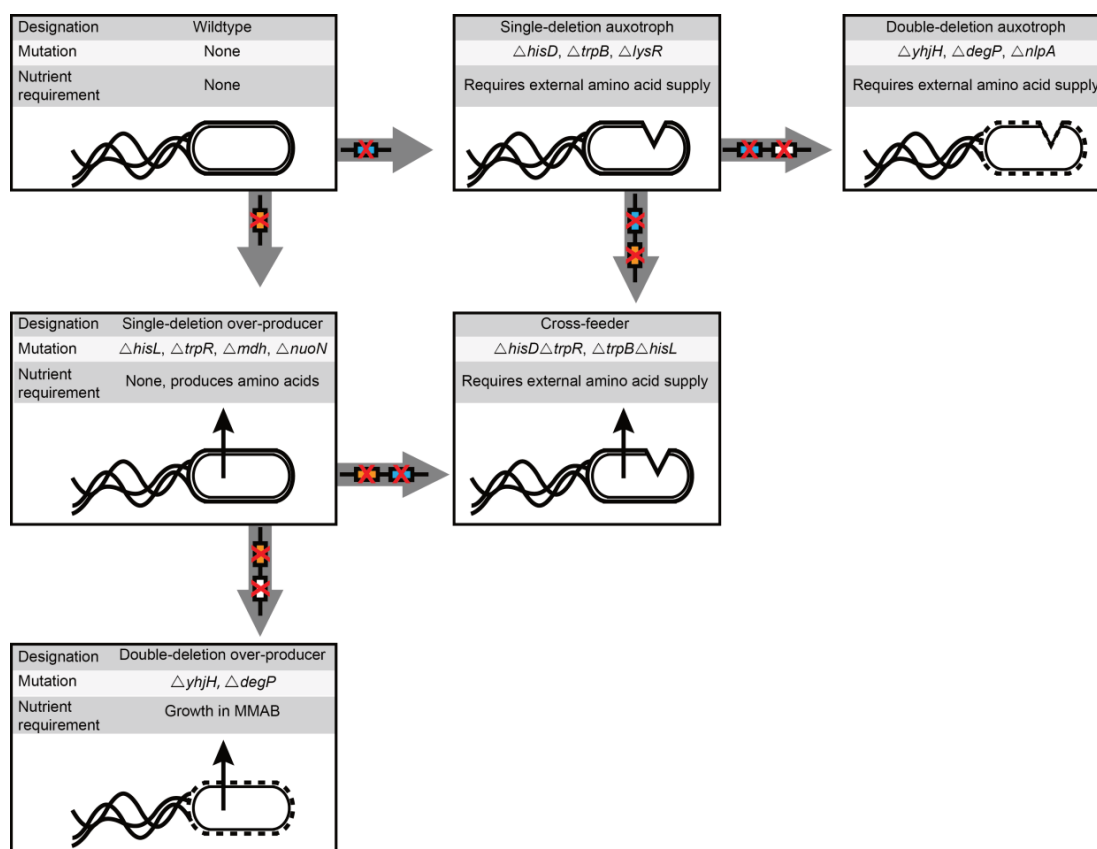 Designation Wildtype
Mutation None
Nutrient requirement None
Single-deletion auxotroph
△hisD, △trpB, △lysR
Requires external amino acid supply
Double-deletion auxotroph
△yhjH, △degP, △nlpA
Requires external amino acid supply
Designation Single-deletion over-producer
Mutation △hisL, △trpR, △mdh, △nuoN
Nutrient requirement None, produces amino acids
Cross-feeder
△hisD△trpR, △trpB△hisL
Requires external amino acid supply
Designation Double-deletion over-producer
Mutation △yhjH, △degP
Nutrient requirement Growth in MMAB